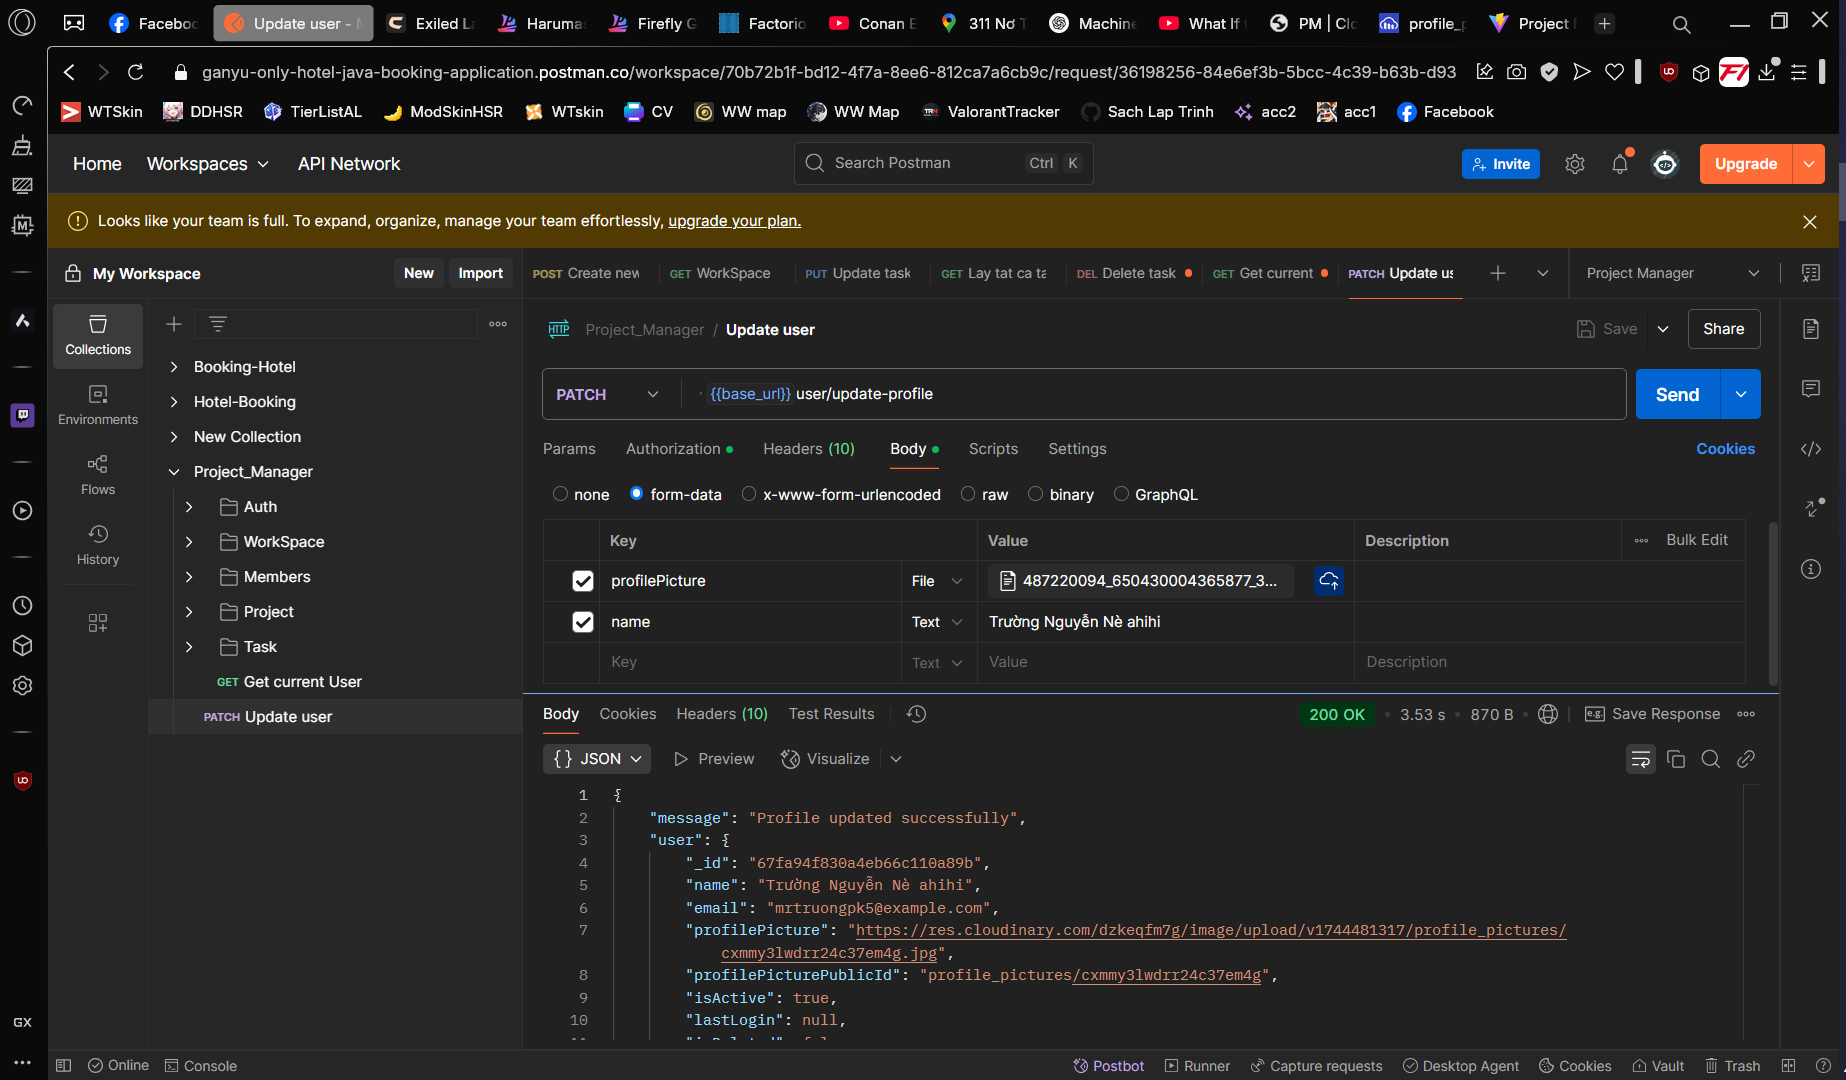 Facebo
Update user -
Exiled La
Haruma
Firefly G
Factorio
Conan E
311 Nơ T
Machine
What If
PM | Clo
profile_p
Project
ganyu-only-hotel-java-booking-application.postman.co/workspace/70b72b1f-bd12-4f7a-8ee6-812ca7a6cb9c/request/36198256-84e6ef3b-5bcc-4c39-b63b-d93
WTSkin
DDHSR
TierListAL
ModSkinHSR
WTskin
CV
WW map
WW Map
ValorantTracker
Sach Lap Trinh
acc2
acc1
Facebook
Home
Workspaces
API Network
Search Postman
Ctrl K
Invite
Upgrade
Looks like your team is full. To expand, organize, manage your team effortlessly, upgrade your plan.
My Workspace
New
Import
POST Create new
GET WorkSpace
PUT Update task
GET Lay tat ca ta
DEL Delete task
GET Get current
PATCH Update us
Project Manager
Collections
Environments
Flows
History
Booking-Hotel
Hotel-Booking
New Collection
Project_Manager
Auth
WorkSpace
Members
Project
Task
GET Get current User
PATCH Update user
HTTP Project_Manager / Update user
Save
Share
PATCH
{{base_url}} user/update-profile
Send
Params
Authorization
Headers (10)
Body
Scripts
Settings
Cookies
none
form-data
x-www-form-urlencoded
raw
binary
GraphQL
Key
Value
Description
Bulk Edit
profilePicture
File
487220094_650430004365877_3...
name
Text
Trường Nguyễn Nè ahihi
Key
Text
Value
Description
Body
Cookies
Headers (10)
Test Results
200 OK
3.53 s
870 B
e.g. Save Response
{} JSON
Preview
Visualize
1 {
2 "message": "Profile updated successfully",
3 "user": {
4 "_id": "67fa94f830a4eb66c110a89b",
5 "name": "Trường Nguyễn Nè ahihi",
6 "email": "mrtruongpk5@example.com",
7 "profilePicture": "https://res.cloudinary.com/dzkeqfm7g/image/upload/v1744481317/profile_pictures/
cxmmy3lwdrr24c37em4g.jpg",
8 "profilePicturePublicId": "profile_pictures/cxmmy3lwdrr24c37em4g",
9 "isActive": true,
10 "lastLogin": null,
GX
Online
Console
Postbot
Runner
Capture requests
Desktop Agent
Cookies
Vault
Trash